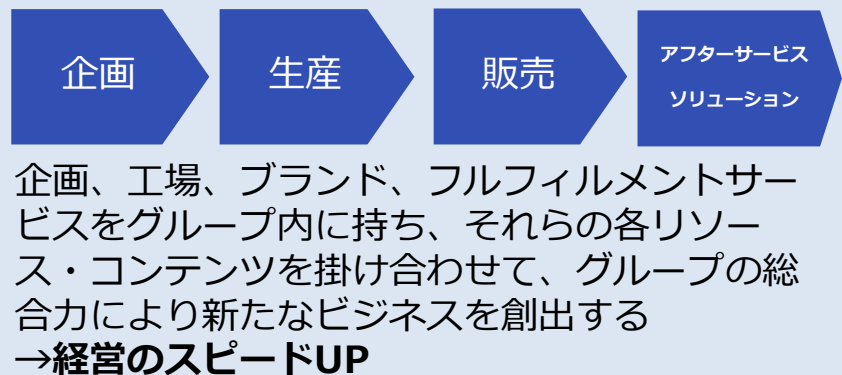 企画
生産
販売
アフターサービス
ソリューション
企画、工場、ブランド、フルフィルメントサー
ビスをグループ内に持ち、それらの各リソー
ス・コンテンツを掛け合わせて、グループの総
合力により新たなビジネスを創出する
→経営のスピードUP